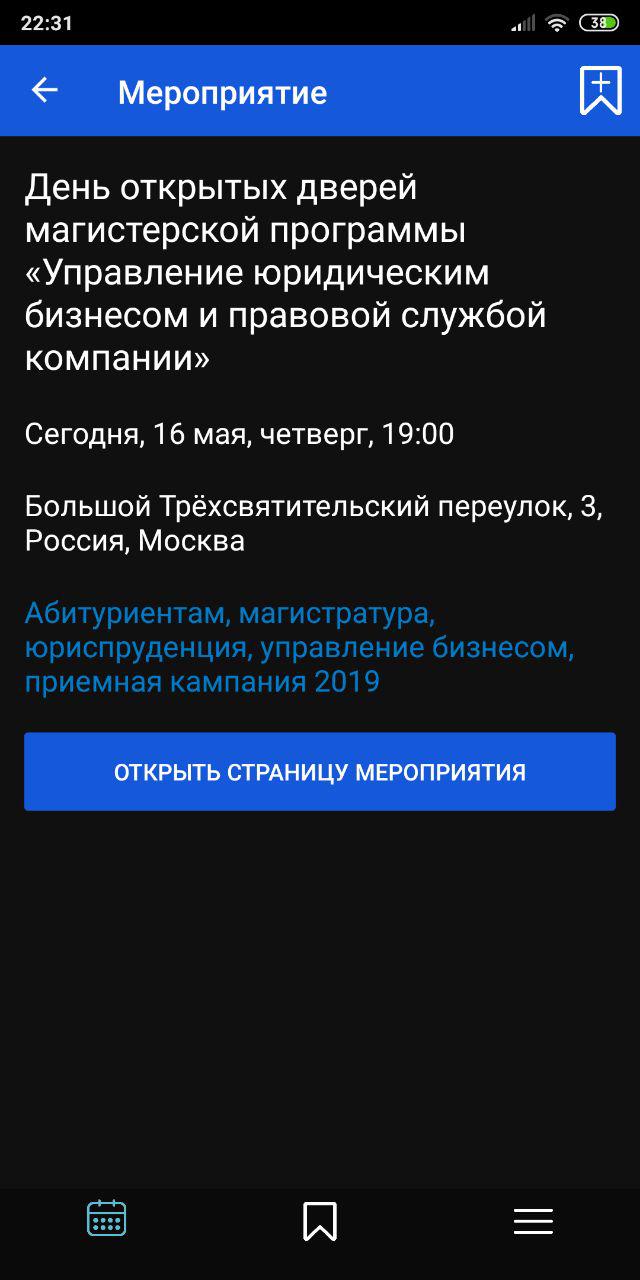 22:31
38
Мероприятие
День открытых дверей
магистерской программы
«Управление юридическим
бизнесом и правовой службой
компании»
Сегодня, 16 мая, четверг, 19:00
Большой Трёхсвятительский переулок, 3,
Россия, Москва
Абитуриентам, магистратура,
юриспруденция, управление бизнесом,
приемная кампания 2019
ОТКРЫТЬ СТРАНИЦУ МЕРОПРИЯТИЯ